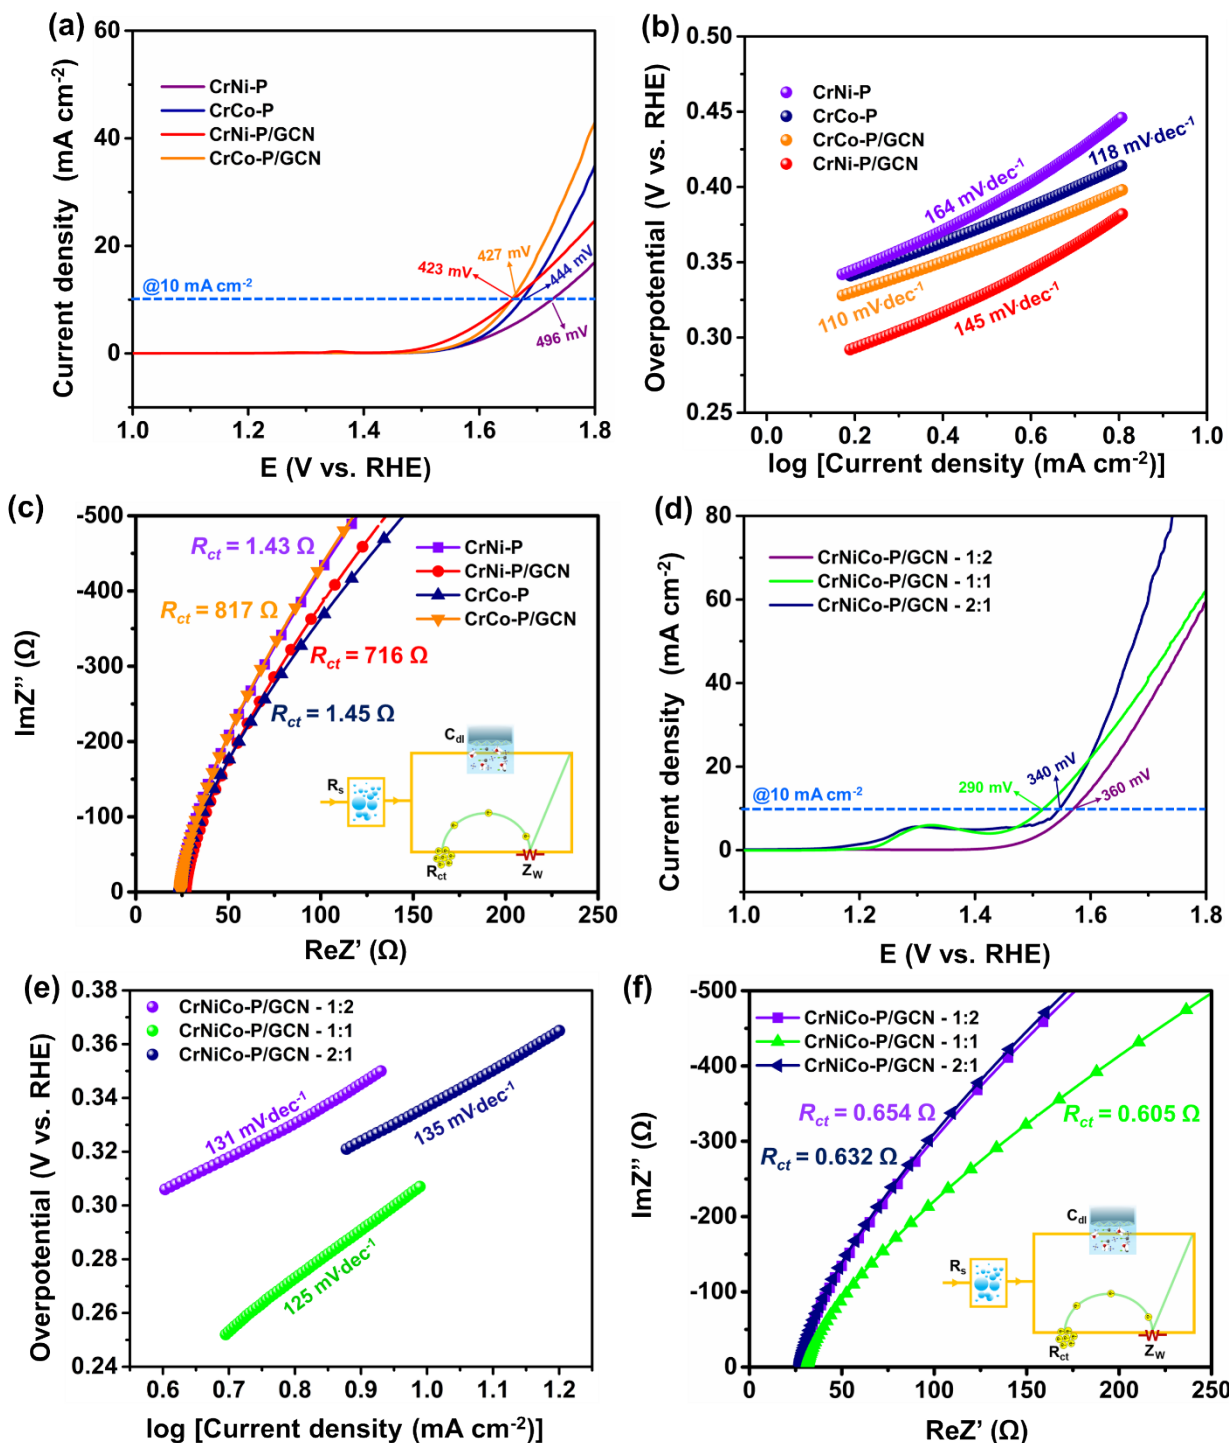 (a)
60
40
20
0
Current density (mA cm⁻²)
CrNi-P
CrCo-P
CrNi-P/GCN
CrCo-P/GCN
@10 mA cm⁻²
423 mV
427 mV
444 mV
496 mV
1.0 1.2 1.4 1.6 1.8
E (V vs. RHE)
(b)
0.50
0.45
0.40
0.35
0.30
0.25
Overpotential (V vs. RHE)
CrNi-P
CrCo-P
CrCo-P/GCN
CrNi-P/GCN
164 mV·dec⁻¹
118 mV·dec⁻¹
110 mV·dec⁻¹
145 mV·dec⁻¹
0.0 0.2 0.4 0.6 0.8 1.0
log [Current density (mA cm⁻²)]
(c)
-500
-400
-300
-200
-100
0
ImZ’’ (Ω)
Rct = 1.43 Ω
Rct = 817 Ω
Rct = 716 Ω
Rct = 1.45 Ω
CrNi-P
CrNi-P/GCN
CrCo-P
CrCo-P/GCN
Cdl
Rs
Rct
ZW
0 50 100 150 200 250
ReZ’ (Ω)
(d)
80
60
40
20
0
Current density (mA cm⁻²)
CrNiCo-P/GCN - 1:2
CrNiCo-P/GCN - 1:1
CrNiCo-P/GCN - 2:1
@10 mA cm⁻²
290 mV
340 mV
360 mV
1.0 1.2 1.4 1.6 1.8
E (V vs. RHE)
(e)
0.38
0.36
0.34
0.32
0.30
0.28
0.26
0.24
Overpotential (V vs. RHE)
CrNiCo-P/GCN - 1:2
CrNiCo-P/GCN - 1:1
CrNiCo-P/GCN - 2:1
131 mV·dec⁻¹
135 mV·dec⁻¹
125 mV·dec⁻¹
0.6 0.7 0.8 0.9 1.0 1.1 1.2
log [Current density (mA cm⁻²)]
(f)
-500
-400
-300
-200
-100
0
ImZ’’ (Ω)
CrNiCo-P/GCN - 1:2
CrNiCo-P/GCN - 1:1
CrNiCo-P/GCN - 2:1
Rct = 0.654 Ω
Rct = 0.605 Ω
Rct = 0.632 Ω
Cdl
Rs
Rct
ZW
0 50 100 150 200 250
ReZ’ (Ω)